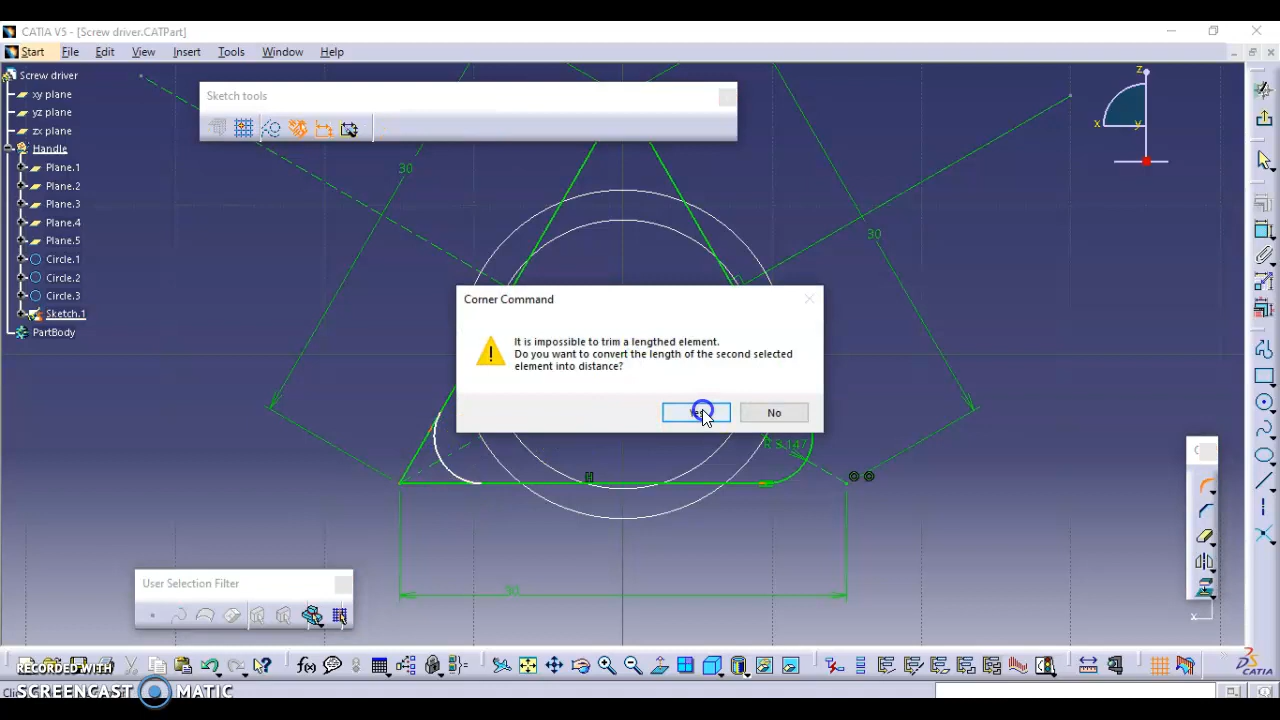 CATIA V5 - [Screw driver.CATPart]
Start File Edit View Insert Tools Window Help
Screw driver
xy plane
yz plane
zx plane
Handle
Plane.1
Plane.2
Plane.3
Plane.4
Plane.5
Circle.1
Circle.2
Circle.3
Sketch.1
PartBody
Sketch tools
z
x
y
30
30
Corner Command
It is impossible to trim a lengthed element.
Do you want to convert the length of the second selected
element into distance?
No
H
30
User Selection Filter
x
f(x)
RECORDED WITH
SCREENCAST MATIC
CATIA